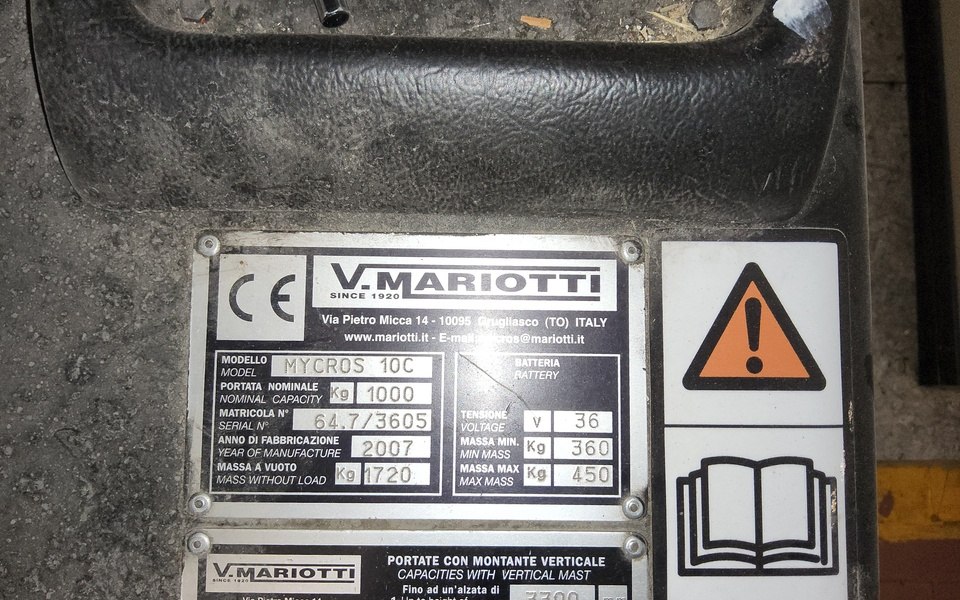 CE
V.MARIOTTI
SINCE 1920
Via Pietro Micca 14 - 10095 Grugliasco (TO) ITALY
www.mariotti.it - E-mail: @mariotti.it
MODELLO
MODEL
MYCROS 10C
PORTATA NOMINALE
NOMINAL CAPACITY
Kg 1000
MATRICOLA N°
SERIAL N°
64.7/3605
ANNO DI FABBRICAZIONE
YEAR OF MANUFACTURE
2007
MASSA A VUOTO
MASS WITHOUT LOAD
Kg 1720
BATTERIA
BATTERY
TENSIONE
VOLTAGE
V 36
MASSA MIN.
MIN MASS
Kg 360
MASSA MAX
MAX MASS
Kg 450
V.MARIOTTI
SINCE 1920
PORTATE CON MONTANTE VERTICALE
CAPACITIES WITH VERTICAL MAST
Fino ad un'alzata di